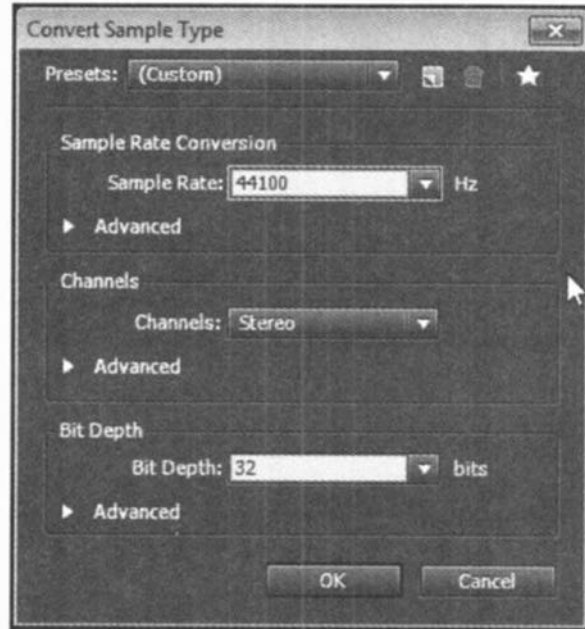 Convert Sample Type
Presets: (Custom)
Sample Rate Conversion
Sample Rate: 44100 Hz
Advanced
Channels
Channels: Stereo
Advanced
Bit Depth
Bit Depth: 32 bits
Advanced
OK Cancel